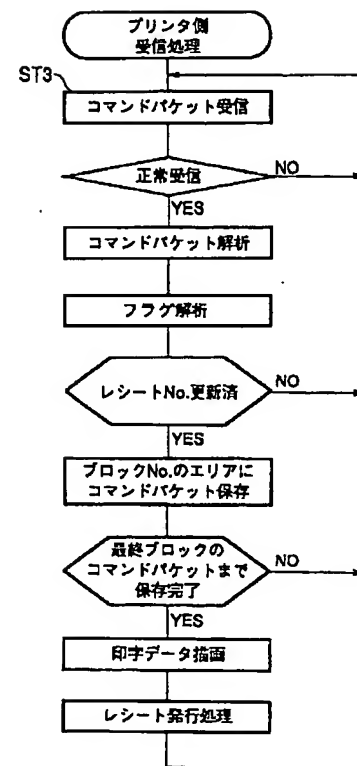 プリンタ側
受信処理
ST3
コマンドパケット受信
正常受信
NO
YES
コマンドパケット解析
フラグ解析
レシートNo.更新済
NO
YES
ブロックNo.のエリアに
コマンドパケット保存
最終ブロックの
コマンドパケットまで
保存完了
NO
YES
印字データ描画
レシート発行処理